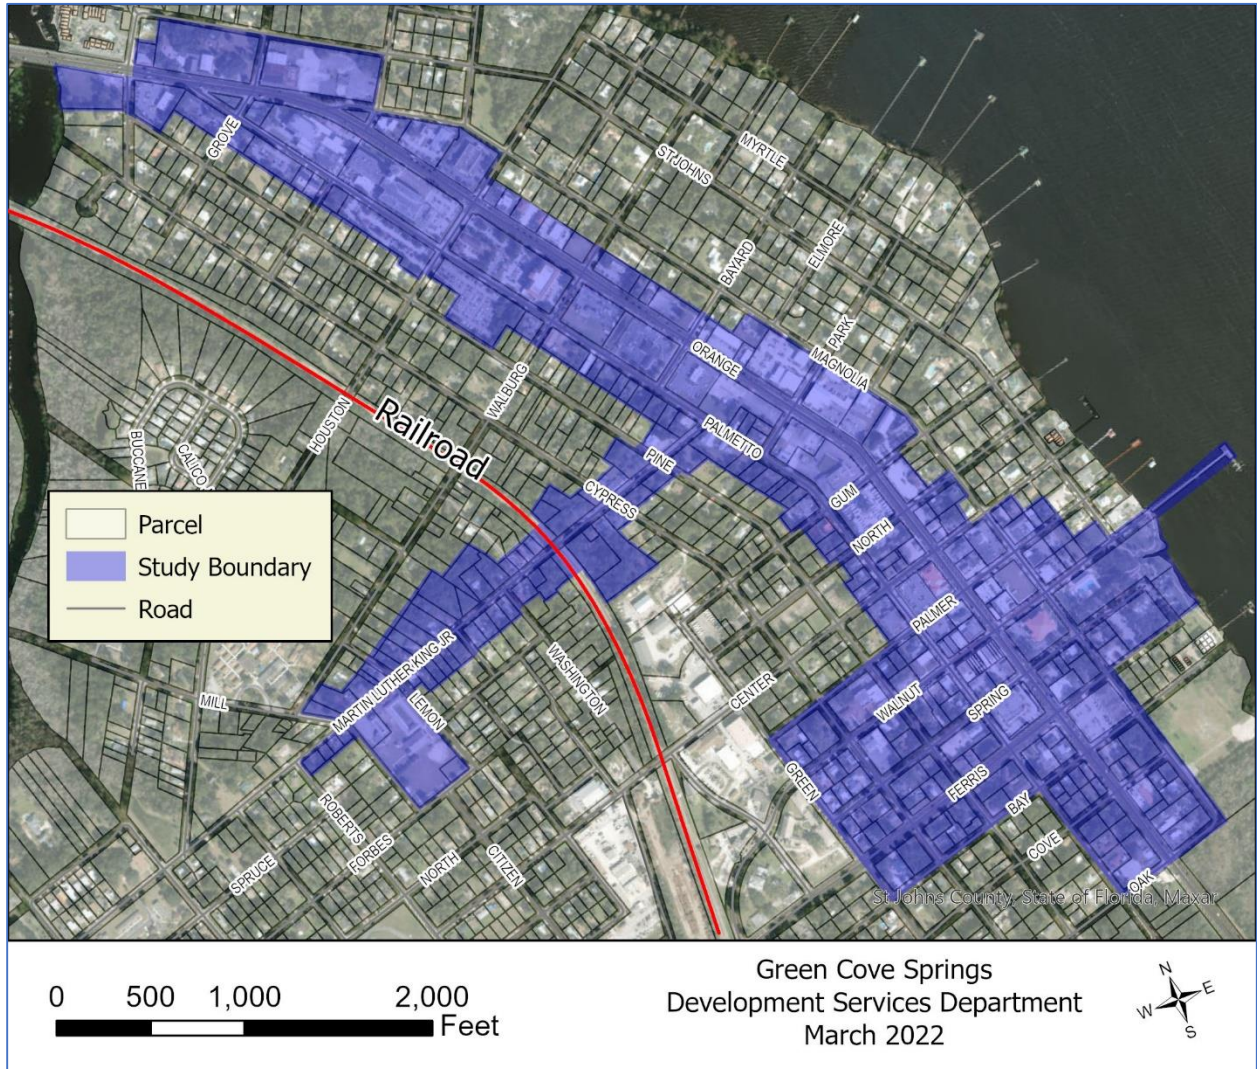 MYRTLE
ST JOHNS
GROVE
BAYARD
ELMORE
PARK
MAGNOLIA
ORANGE
WALBURG
HOUSTON
Railroad
PALMETTO
PINE
CYPRESS
BUCCANE
CALICO
GUM
NORTH
PALMER
Parcel
Study Boundary
Road
MARTIN LUTHER KING JR
WASHINGTON
LEMON
MILL
CENTER
WALNUT
SPRING
GREEN
FERRIS
BAY
COVE
OAK
ROBERTS
FORBES
SPRUCE
NORTH
CITIZEN
St Johns County, State of Florida, Maxar
0 500 1,000 2,000
Feet
Green Cove Springs
Development Services Department
March 2022
N
E
W
S